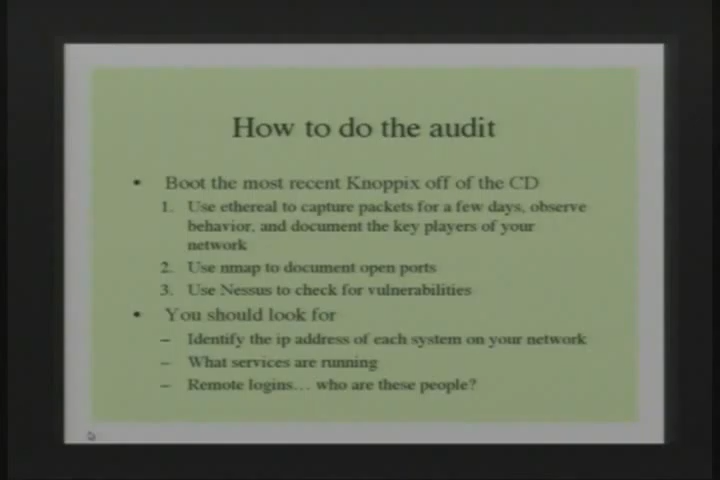 How to do the audit
• Boot the most recent Knoppix off of the CD
1. Use ethereal to capture packets for a few days, observe
behavior, and document the key players of your
network
2. Use nmap to document open ports
3. Use Nessus to check for vulnerabilities
• You should look for
– Identify the ip address of each system on your network
– What services are running
– Remote logins… who are these people?